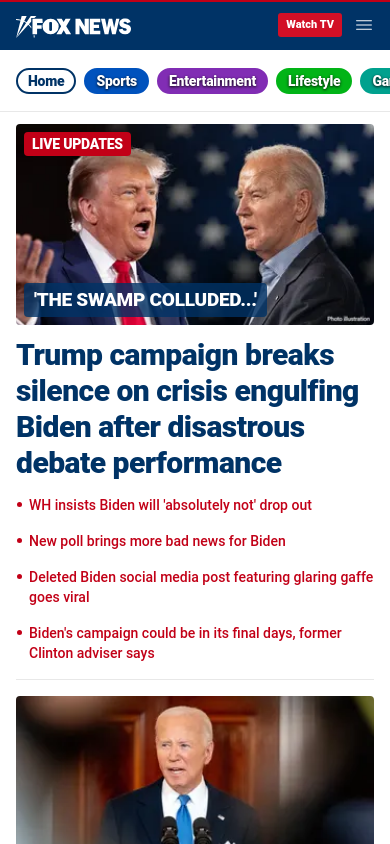 FOX NEWS
Watch TV
Home
Sports
Entertainment
Lifestyle
Ga
LIVE UPDATES
'THE SWAMP COLLUDED...'
Photo illustration
Trump campaign breaks
silence on crisis engulfing
Biden after disastrous
debate performance
• WH insists Biden will 'absolutely not' drop out
• New poll brings more bad news for Biden
• Deleted Biden social media post featuring glaring gaffe
goes viral
• Biden's campaign could be in its final days, former
Clinton adviser says